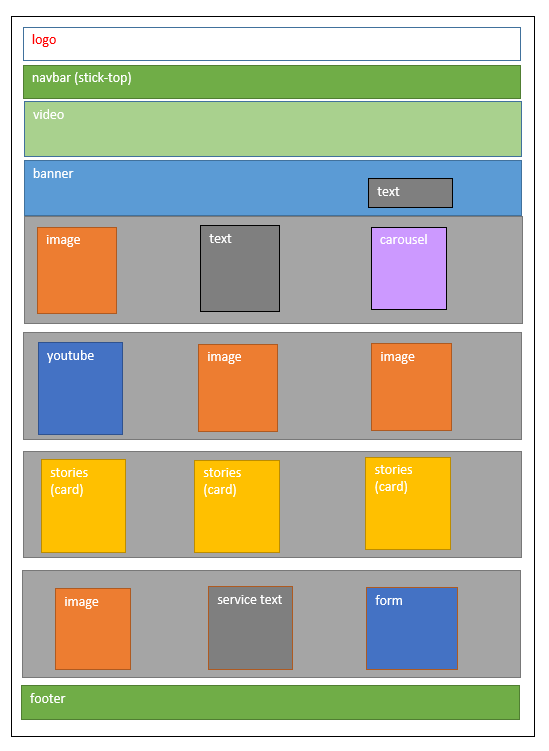 logo
navbar (stick-top)
video
banner
text
image
text
carousel
youtube
image
image
stories
(card)
stories
(card)
stories
(card)
image
service text
form
footer